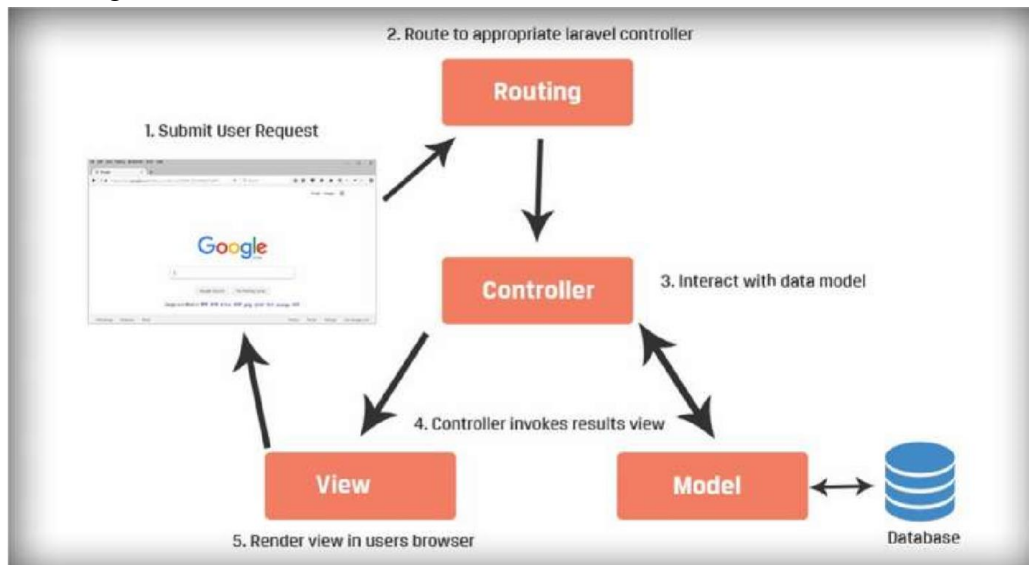 2. Route to appropriate laravel controller
Routing
1. Submit User Request
Google
Controller
3. Interact with data model
4. Controller invokes results view
View
Model
5. Render view in users browser
Database